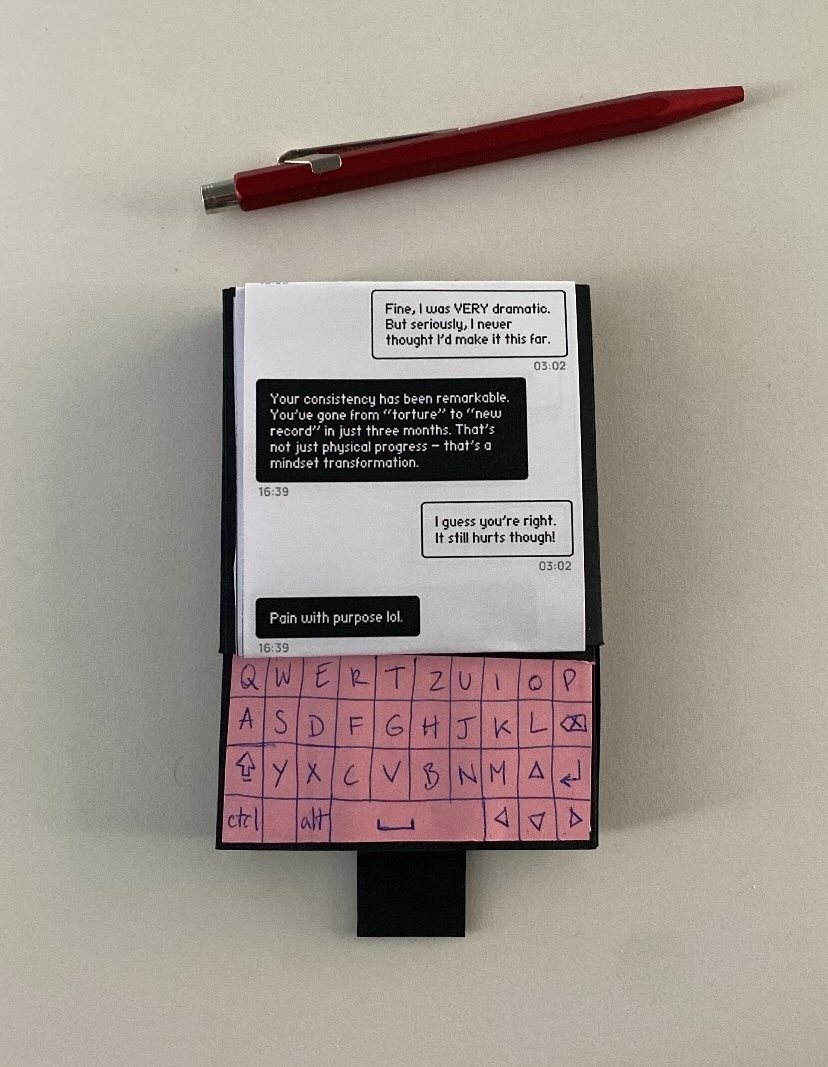 Fine, I was VERY dramatic.
But seriously, I never
thought I'd make it this far.
03:02
Your consistency has been remarkable.
You've gone from “torture” to “new
record” in just three months. That's
not just physical progress – that's a
mindset transformation.
16:39
I guess you're right.
It still hurts though!
03:02
Pain with purpose lol.
16:39
Q W E R T Z U I O P
A S D F G H J K L
Y X C V B N M
ctrl alt